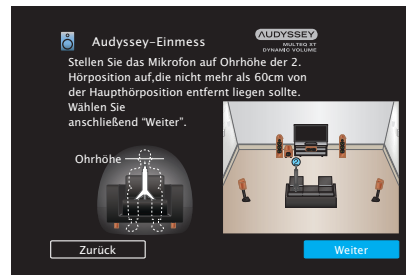 Audyssey-Einmess
AUDYSSEY
MULTEQ XT
DYNAMIC VOLUME
Stellen Sie das Mikrofon auf Ohrhöhe der 2.
Hörposition auf,die nicht mehr als 60cm von
der Haupthörposition entfernt liegen sollte.
Wählen Sie
anschließend "Weiter".
Ohrhöhe
Zurück
Weiter